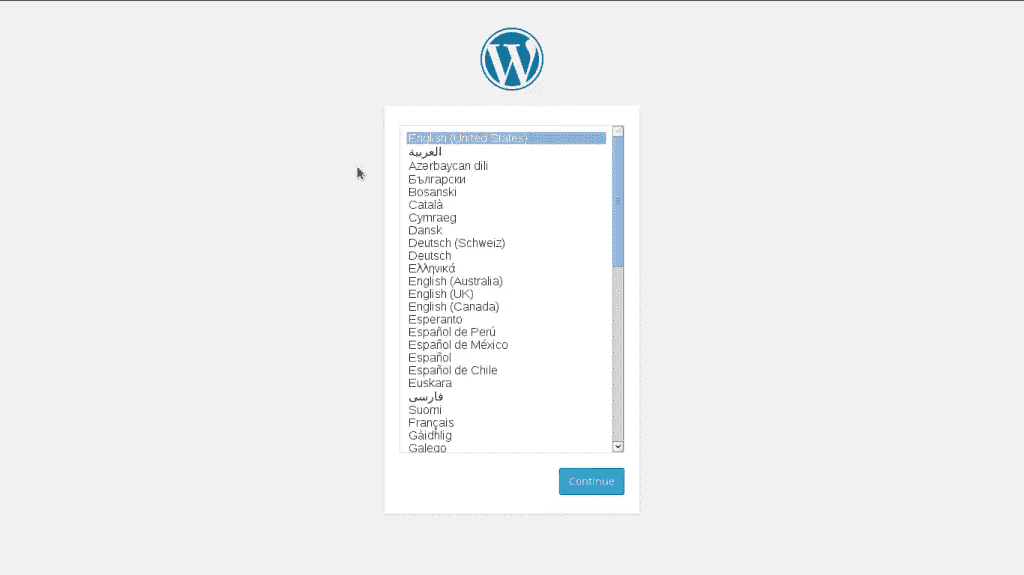 English (United States)
العربية
Azərbaycan dili
Български
Bosanski
Català
Cymraeg
Dansk
Deutsch (Schweiz)
Deutsch
Ελληνικά
English (Australia)
English (UK)
English (Canada)
Esperanto
Español de Perú
Español de México
Español
Español de Chile
Euskara
فارسی
Suomi
Français
Gàidhlig
Galego
Continue